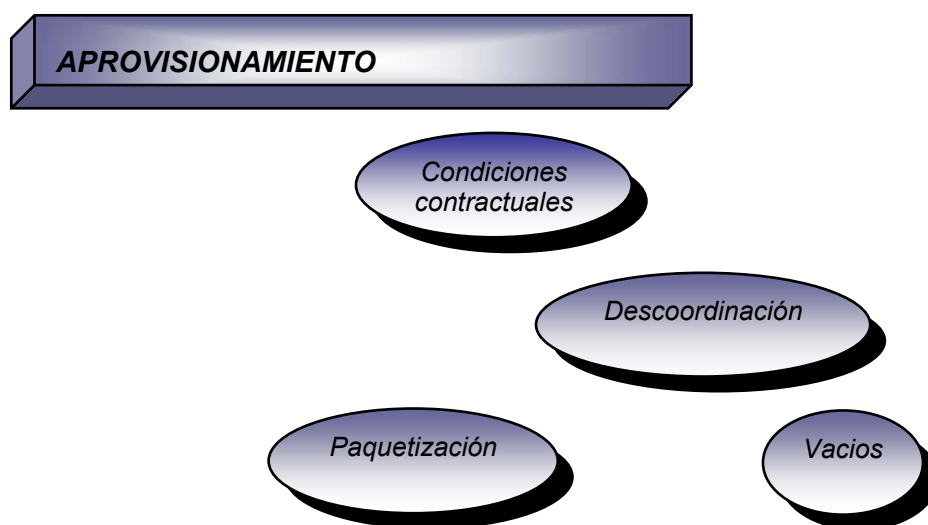 APROVISIONAMIENTO
Condiciones
contractuales
Descoordinación
Paquetización
Vacios